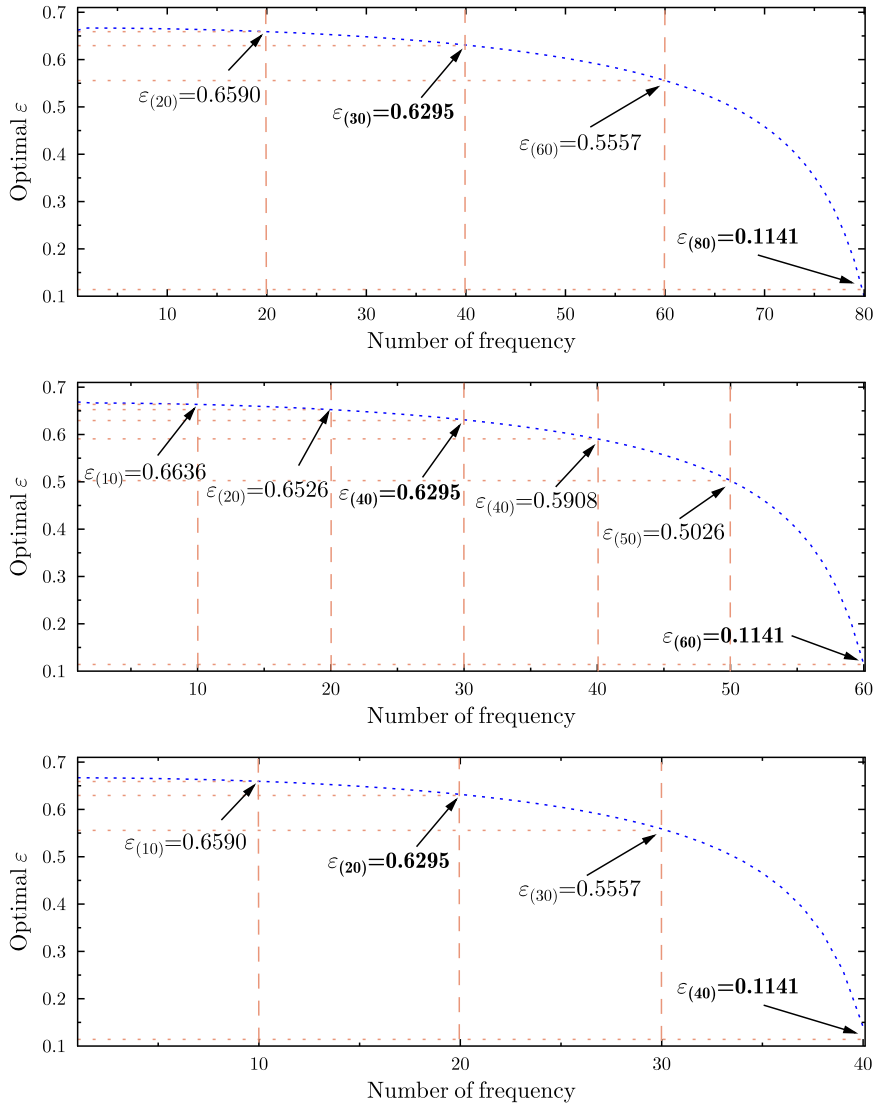 0.7
0.6
0.5
0.4
0.3
0.2
0.1
Optimal ε
ε(20)=0.6590
ε(30)=0.6295
ε(60)=0.5557
ε(80)=0.1141
10 20 30 40 50 60 70 80
Number of frequency
0.7
0.6
0.5
0.4
0.3
0.2
0.1
Optimal ε
ε(10)=0.6636
ε(20)=0.6526
ε(40)=0.6295
ε(40)=0.5908
ε(50)=0.5026
ε(60)=0.1141
10 20 30 40 50 60
Number of frequency
0.7
0.6
0.5
0.4
0.3
0.2
0.1
Optimal ε
ε(10)=0.6590
ε(20)=0.6295
ε(30)=0.5557
ε(40)=0.1141
10 20 30 40
Number of frequency